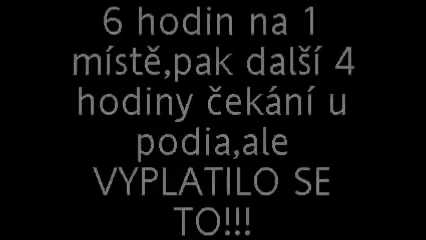 6 hodin na 1
místě,pak další 4
hodiny čekání u
podia,ale
VYPLATILO SE
TO!!!